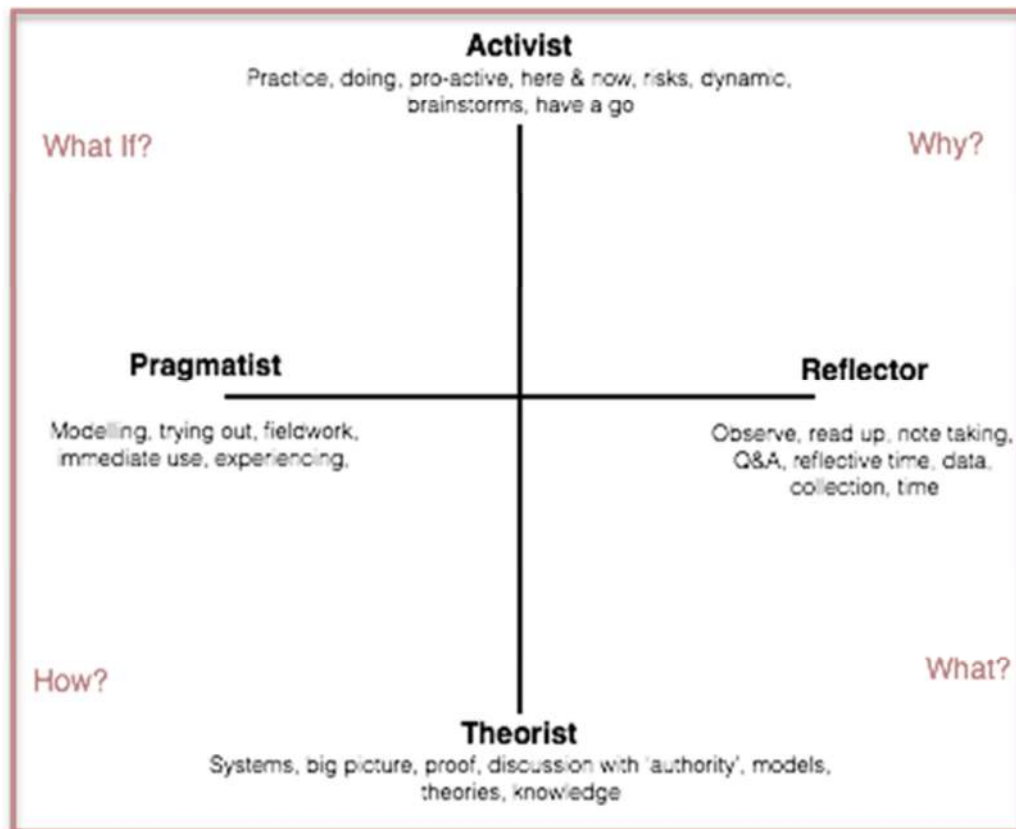 Activist
Practice, doing, pro-active, here & now, risks, dynamic,
brainstorms, have a go
What If?
Why?
Pragmatist
Reflector
Modelling, trying out, fieldwork,
immediate use, experiencing,
Observe, read up, note taking,
Q&A, reflective time, data,
collection, time
How?
What?
Theorist
Systems, big picture, proof, discussion with 'authority', models,
theories, knowledge